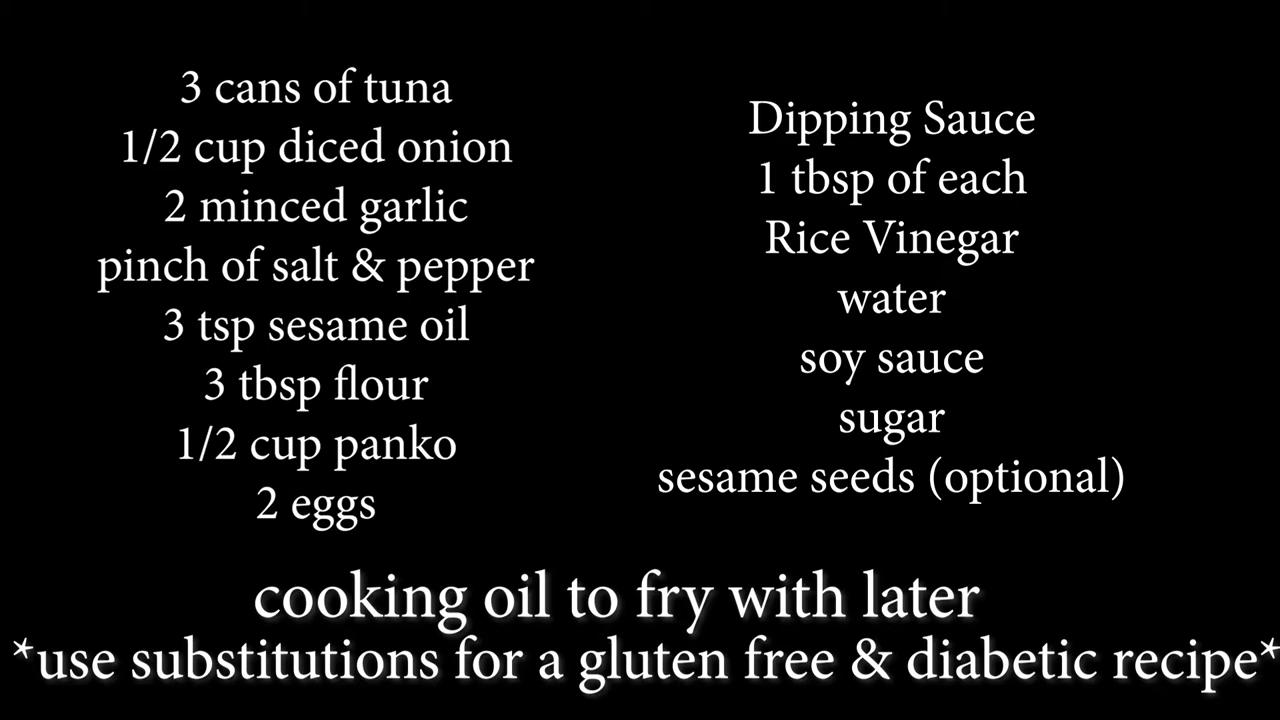 3 cans of tuna
1/2 cup diced onion
2 minced garlic
pinch of salt & pepper
3 tsp sesame oil
3 tbsp flour
1/2 cup panko
2 eggs
Dipping Sauce
1 tbsp of each
Rice Vinegar
water
soy sauce
sugar
sesame seeds (optional)
cooking oil to fry with later
*use substitutions for a gluten free & diabetic recipe*